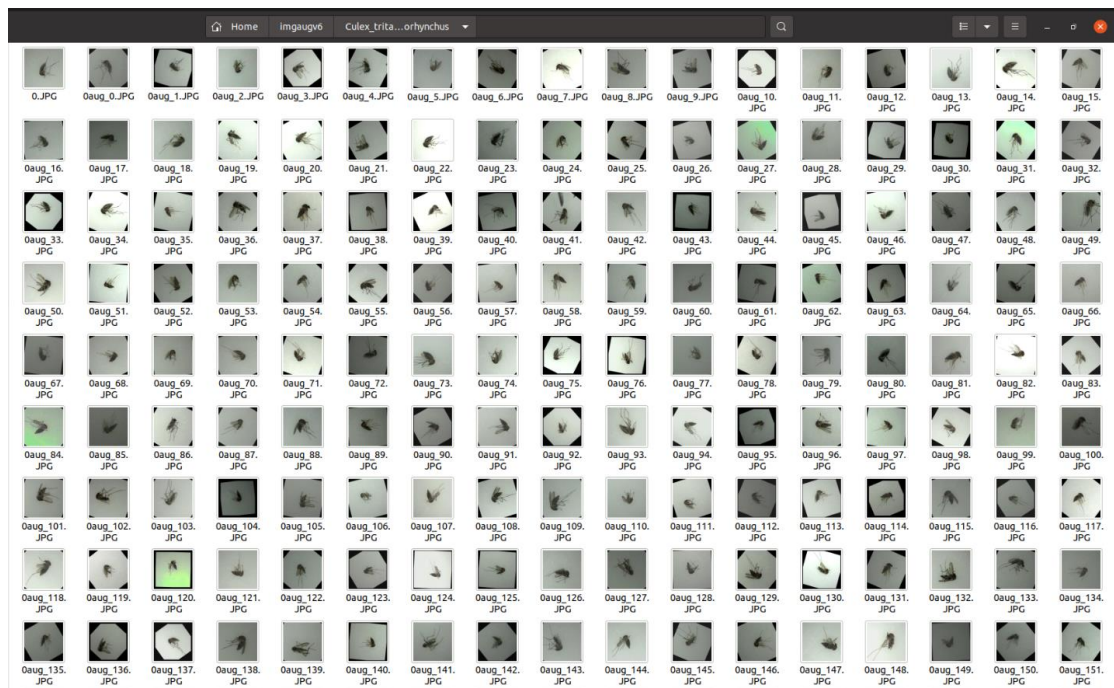 Home imgaugv6 Culex_trita...orhynchus
0.JPG 0aug_0.JPG 0aug_1.JPG 0aug_2.JPG 0aug_3.JPG 0aug_4.JPG 0aug_5.JPG 0aug_6.JPG 0aug_7.JPG 0aug_8.JPG 0aug_9.JPG 0aug_10. 0aug_11. 0aug_12. 0aug_13. 0aug_14. 0aug_15.
JPG JPG JPG JPG JPG JPG
0aug_16. 0aug_17. 0aug_18. 0aug_19. 0aug_20. 0aug_21. 0aug_22. 0aug_23. 0aug_24. 0aug_25. 0aug_26. 0aug_27. 0aug_28. 0aug_29. 0aug_30. 0aug_31. 0aug_32.
JPG JPG JPG JPG JPG JPG JPG JPG JPG JPG JPG JPG JPG JPG JPG JPG JPG
0aug_33. 0aug_34. 0aug_35. 0aug_36. 0aug_37. 0aug_38. 0aug_39. 0aug_40. 0aug_41. 0aug_42. 0aug_43. 0aug_44. 0aug_45. 0aug_46. 0aug_47. 0aug_48. 0aug_49.
JPG JPG JPG JPG JPG JPG JPG JPG JPG JPG JPG JPG JPG JPG JPG JPG JPG
0aug_50. 0aug_51. 0aug_52. 0aug_53. 0aug_54. 0aug_55. 0aug_56. 0aug_57. 0aug_58. 0aug_59. 0aug_60. 0aug_61. 0aug_62. 0aug_63. 0aug_64. 0aug_65. 0aug_66.
JPG JPG JPG JPG JPG JPG JPG JPG JPG JPG JPG JPG JPG JPG JPG JPG JPG
0aug_67. 0aug_68. 0aug_69. 0aug_70. 0aug_71. 0aug_72. 0aug_73. 0aug_74. 0aug_75. 0aug_76. 0aug_77. 0aug_78. 0aug_79. 0aug_80. 0aug_81. 0aug_82. 0aug_83.
JPG JPG JPG JPG JPG JPG JPG JPG JPG JPG JPG JPG JPG JPG JPG JPG JPG
0aug_84. 0aug_85. 0aug_86. 0aug_87. 0aug_88. 0aug_89. 0aug_90. 0aug_91. 0aug_92. 0aug_93. 0aug_94. 0aug_95. 0aug_96. 0aug_97. 0aug_98. 0aug_99. 0aug_100.
JPG JPG JPG JPG JPG JPG JPG JPG JPG JPG JPG JPG JPG JPG JPG JPG JPG
0aug_101. 0aug_102. 0aug_103. 0aug_104. 0aug_105. 0aug_106. 0aug_107. 0aug_108. 0aug_109. 0aug_110. 0aug_111. 0aug_112. 0aug_113. 0aug_114. 0aug_115. 0aug_116. 0aug_117.
JPG JPG JPG JPG JPG JPG JPG JPG JPG JPG JPG JPG JPG JPG JPG JPG JPG
0aug_118. 0aug_119. 0aug_120. 0aug_121. 0aug_122. 0aug_123. 0aug_124. 0aug_125. 0aug_126. 0aug_127. 0aug_128. 0aug_129. 0aug_130. 0aug_131. 0aug_132. 0aug_133. 0aug_134.
JPG JPG JPG JPG JPG JPG JPG JPG JPG JPG JPG JPG JPG JPG JPG JPG JPG
0aug_135. 0aug_136. 0aug_137. 0aug_138. 0aug_139. 0aug_140. 0aug_141. 0aug_142. 0aug_143. 0aug_144. 0aug_145. 0aug_146. 0aug_147. 0aug_148. 0aug_149. 0aug_150. 0aug_151.
JPG JPG JPG JPG JPG JPG JPG JPG JPG JPG JPG JPG JPG JPG JPG JPG JPG